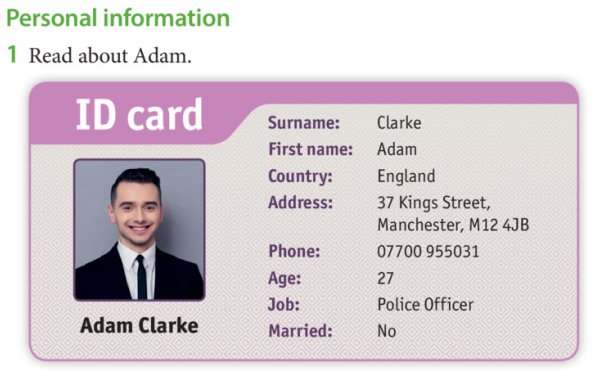 Personal information
1 Read about Adam.
ID card
Surname: Clarke
First name: Adam
Country: England
Address: 37 Kings Street,
Manchester, M12 4JB
Phone: 07700 955031
Age: 27
Job: Police Officer
Married: No
Adam Clarke